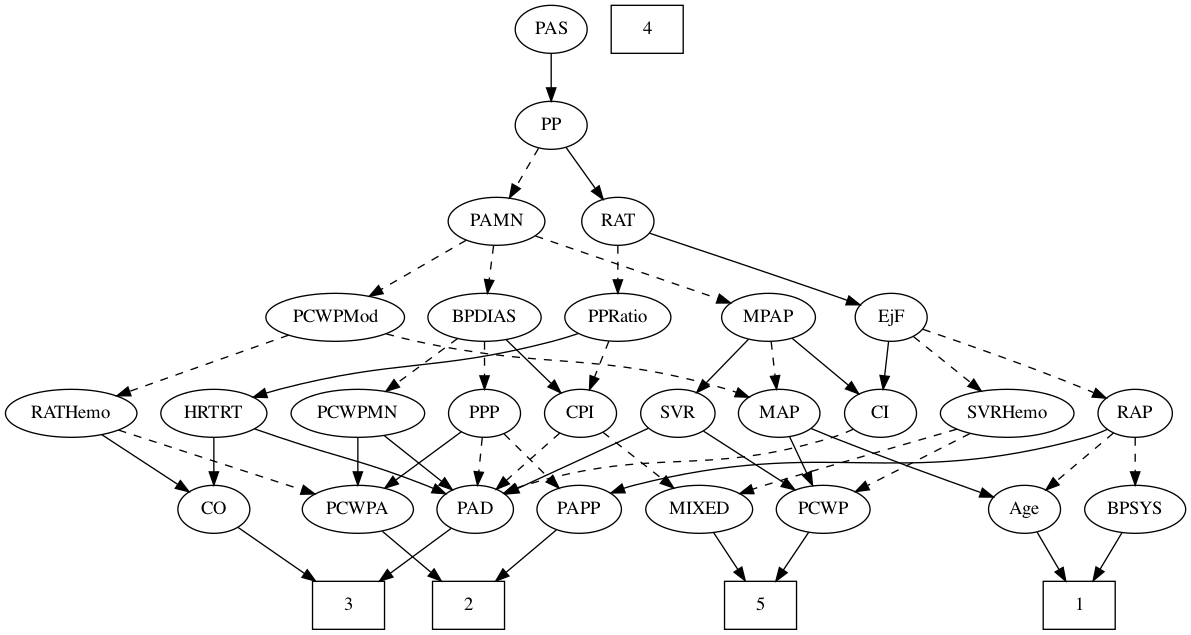 PAS
4
PP
PAMN
RAT
PCWPMod
BPDIAS
PPRatio
MPAP
EjF
RATHemo
HRTRT
PCWPMN
PPP
CPI
SVR
MAP
CI
SVRHemo
RAP
CO
PCWPA
PAD
PAPP
MIXED
PCWP
Age
BPSYS
3
2
5
1